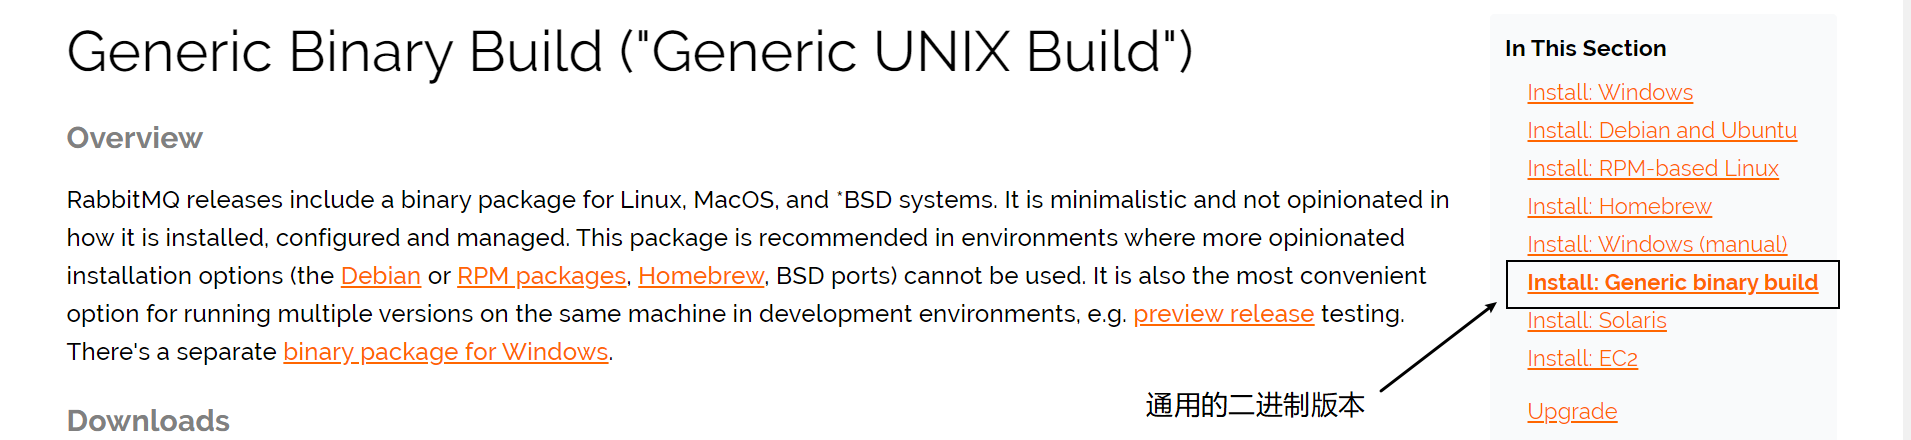 Generic Binary Build ("Generic UNIX Build")
Overview
RabbitMQ releases include a binary package for Linux, MacOS, and *BSD systems. It is minimalistic and not opinionated in
how it is installed, configured and managed. This package is recommended in environments where more opinionated
installation options (the Debian or RPM packages, Homebrew, BSD ports) cannot be used. It is also the most convenient
option for running multiple versions on the same machine in development environments, e.g. preview release testing.
There's a separate binary package for Windows.
Downloads
In This Section
Install: Windows
Install: Debian and Ubuntu
Install: RPM-based Linux
Install: Homebrew
Install: Windows (manual)
Install: Generic binary build
Install: Solaris
Install: EC2
Upgrade
通用的二进制版本